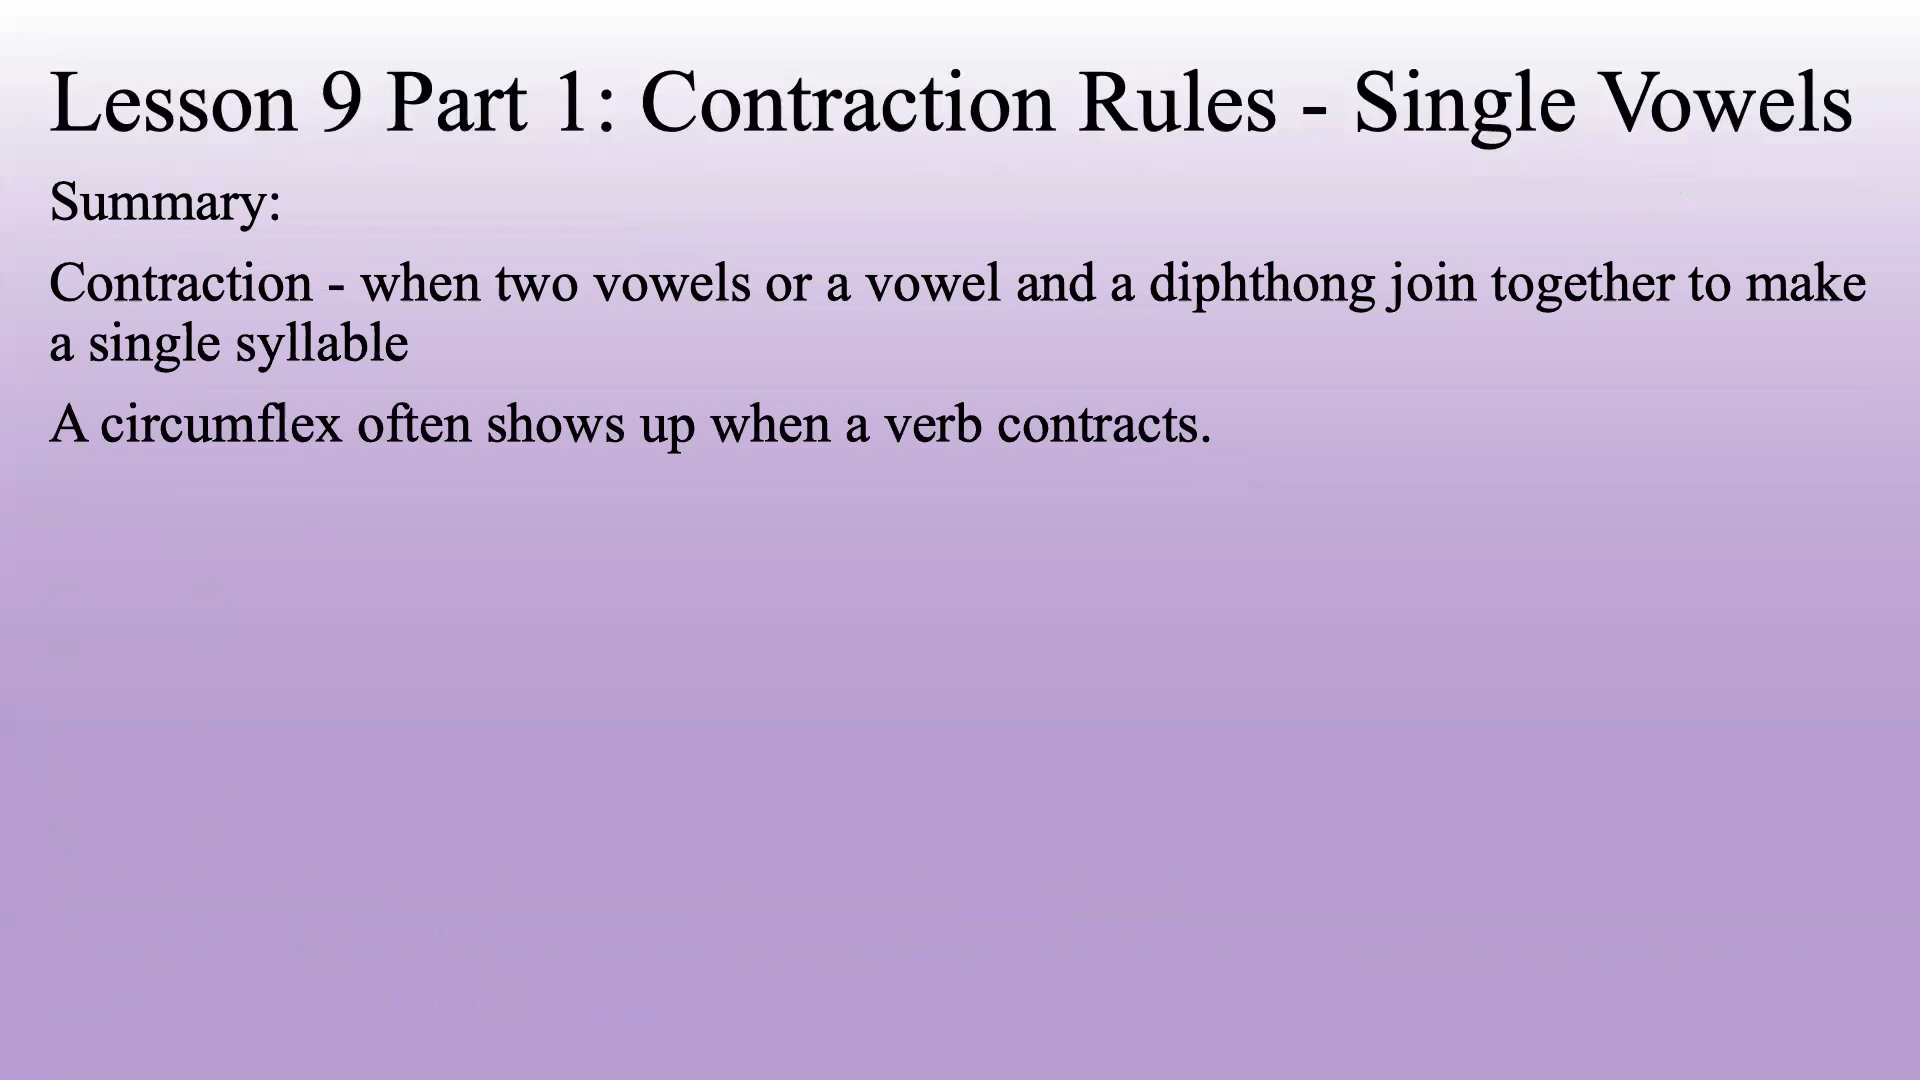 Lesson 9 Part 1: Contraction Rules - Single Vowels
Summary:
Contraction - when two vowels or a vowel and a diphthong join together to make
a single syllable
A circumflex often shows up when a verb contracts.